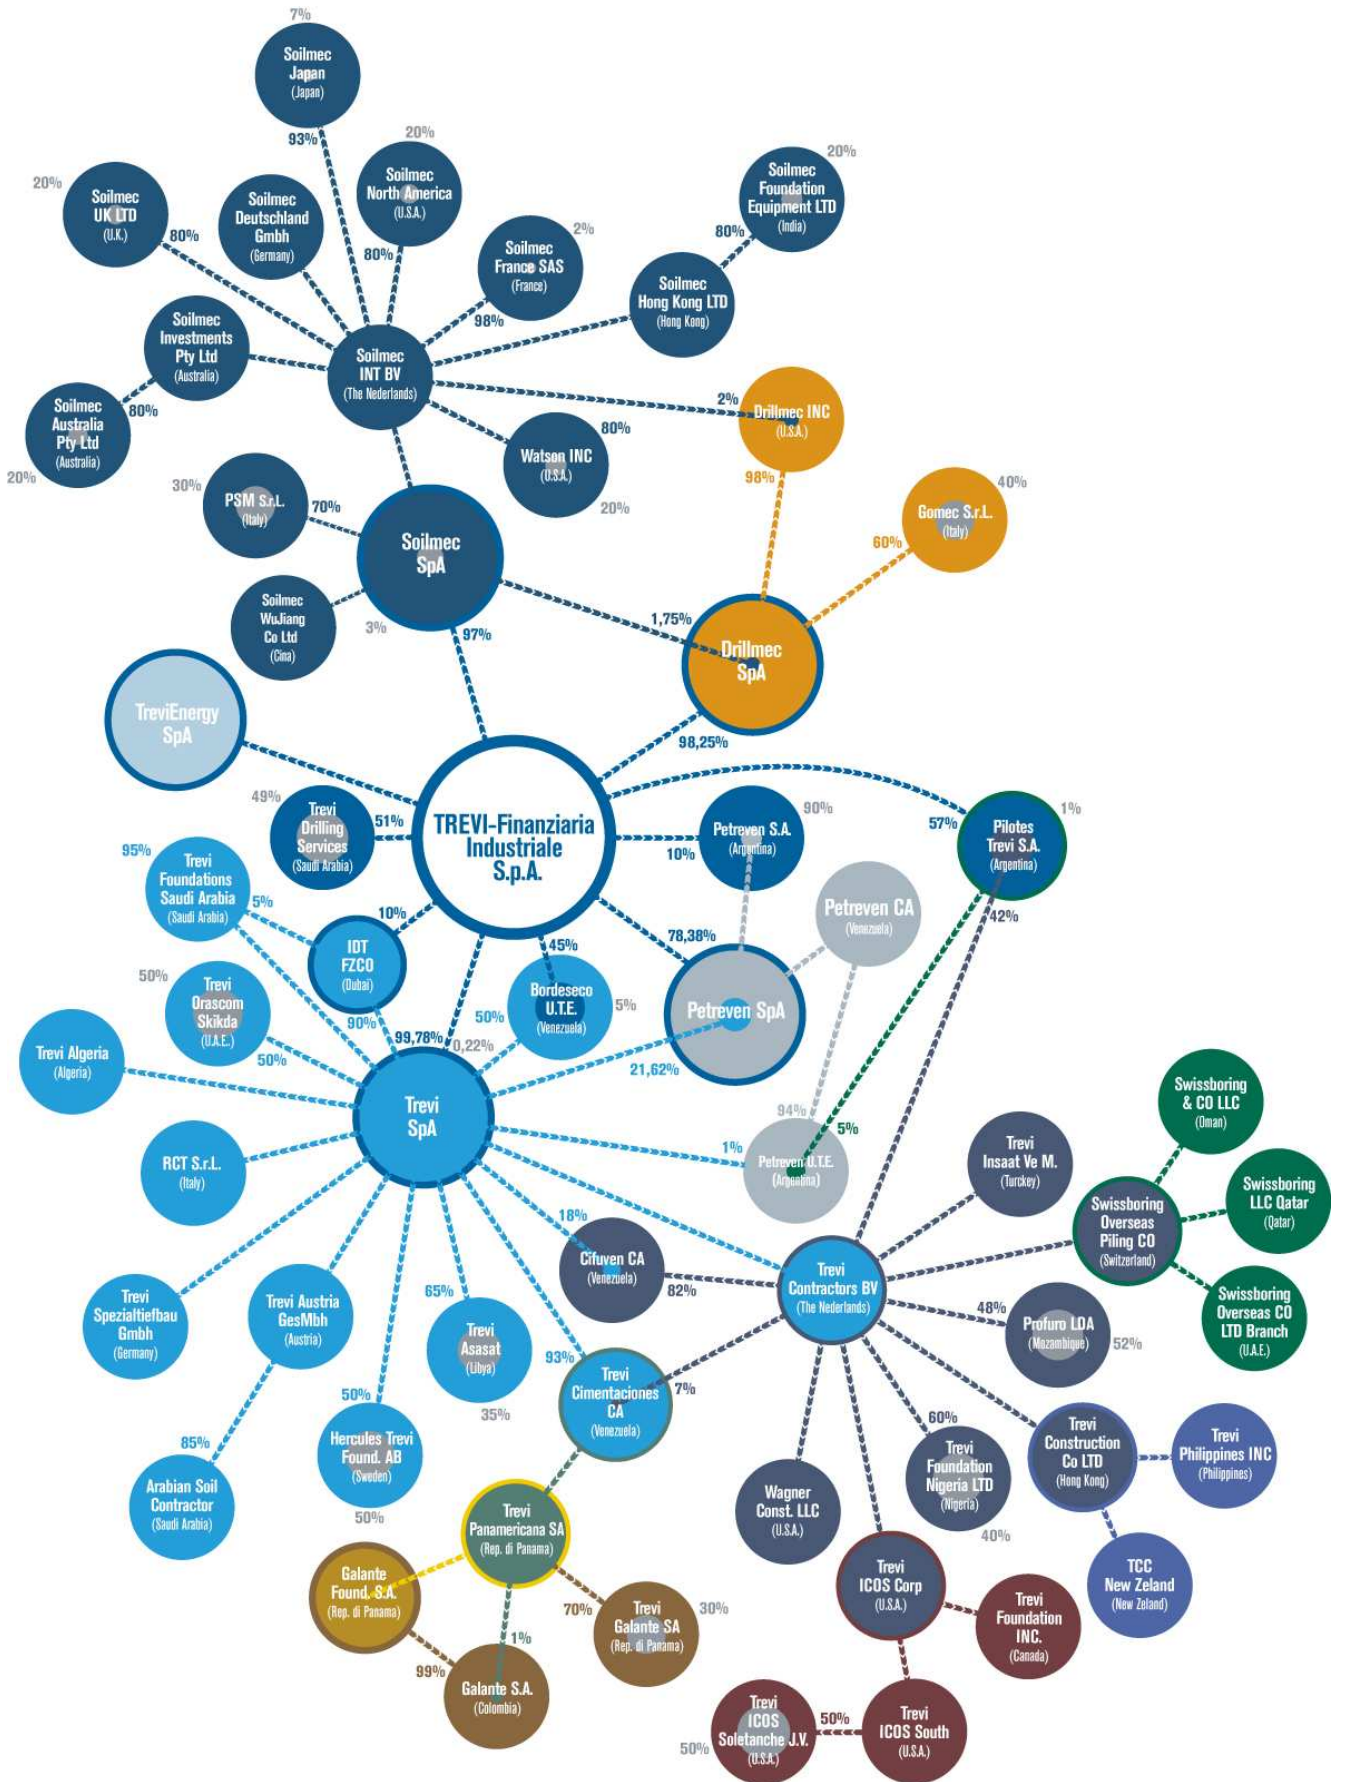 7%
Soilmec
Japan
(Japan)
93%
20%
Soilmec
North America
(U.S.A.)
80%
20%
Soilmec
UK LTD
(U.K.)
80%
Soilmec
Deutschland
Gmbh
(Germany)
2%
Soilmec
France SAS
(France)
98%
20%
Soilmec
Foundation
Equipment LTD
(India)
80%
Soilmec
Hong Kong LTD
(Hong Kong)
Soilmec
Investments
Pty Ltd
(Australia)
Soilmec
INT BV
(The Nederlands)
80%
Soilmec
Australia
Pty Ltd
(Australia)
20%
2%
Drillmec INC
(U.S.A.)
98%
80%
Watson INC
(U.S.A.)
20%
30%
PSM S.r.L.
(Italy)
70%
40%
Gomec S.r.L.
(Italy)
60%
Soilmec
SpA
Soilmec
WuJiang
Co Ltd
(Cina)
3%
97%
1,75%
Drillmec
SpA
98,25%
TreviEnergy
SpA
49%
Trevi
Drilling
Services
(Saudi Arabia)
51%
TREVI-Finanziaria
Industriale
S.p.A.
90%
Petreven S.A.
(Argentina)
10%
57%
Pilotes
Trevi S.A.
(Argentina)
1%
42%
95%
Trevi
Foundations
Saudi Arabia
(Saudi Arabia)
5%
10%
IDT
FZCO
(Dubai)
90%
45%
Bordeseco
U.T.E.
(Venezuela)
50%
5%
78,38%
Petreven SpA
21,62%
Petreven CA
(Venezuela)
50%
Trevi
Orascom
Skikda
(U.A.E.)
50%
99,78%
0,22%
Trevi Algeria
(Algeria)
Trevi
SpA
94%
5%
1%
Petreven U.T.E.
(Argentina)
RCT S.r.L.
(Italy)
Trevi
Insaat Ve M.
(Turckey)
Swissboring
& CO LLC
(Oman)
Swissboring
LLC Qatar
(Qatar)
Swissboring
Overseas
Piling CO
(Switzerland)
Swissboring
Overseas CO
LTD Branch
(U.A.E.)
18%
Cifuven CA
(Venezuela)
82%
Trevi
Contractors BV
(The Nederlands)
48%
Profuro LDA
(Mozambique)
52%
Trevi
Spezialtiefbau
Gmbh
(Germany)
Trevi Austria
GesMbh
(Austria)
65%
Trevi
Asasat
(Libya)
35%
93%
Trevi
Cimentaciones
CA
(Venezuela)
7%
50%
Hercules Trevi
Found. AB
(Sweden)
50%
85%
Arabian Soil
Contractor
(Saudi Arabia)
60%
Trevi
Foundation
Nigeria LTD
(Nigeria)
40%
Trevi
Construction
Co LTD
(Hong Kong)
Trevi
Philippines INC
(Philippines)
Wagner
Const. LLC
(U.S.A.)
Trevi
Panamericana SA
(Rep. di Panama)
Galante
Found. S.A.
(Rep. di Panama)
Trevi
ICOS Corp
(U.S.A.)
TCC
New Zeland
(New Zeland)
70%
Trevi
Galante SA
(Rep. di Panama)
30%
1%
99%
Galante S.A.
(Colombia)
Trevi
Foundation
INC.
(Canada)
Trevi
ICOS
Soletanche J.V.
(U.S.A.)
50%
50%
Trevi
ICOS South
(U.S.A.)